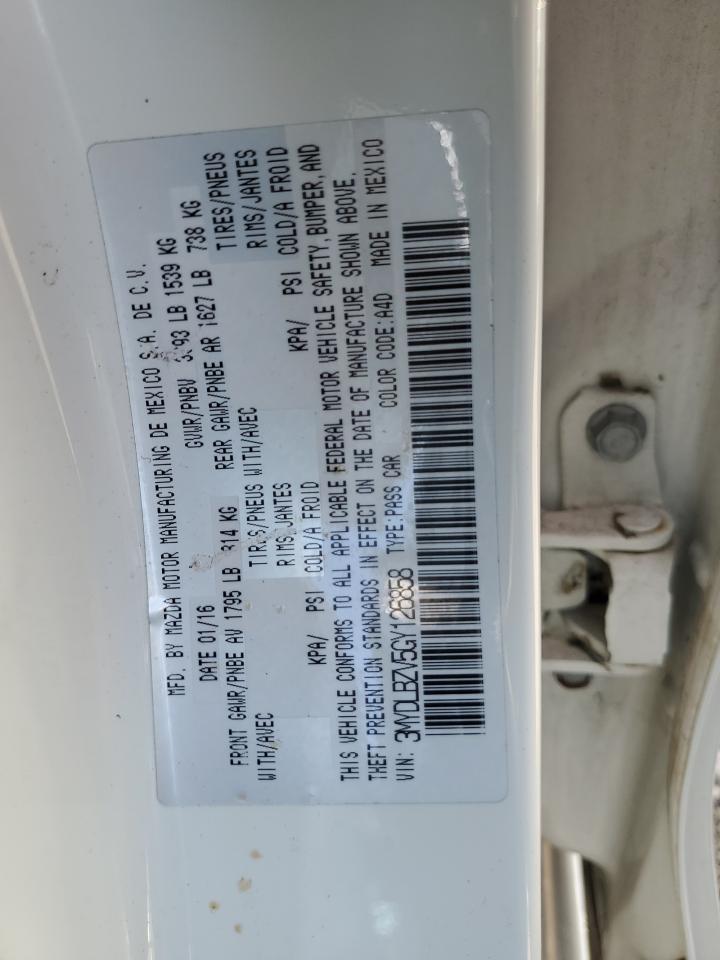 MFD. BY MAZDA MOTOR MANUFACTURING DE MEXICO S.A. DE C.V.
DATE 01/16 GVWR/PNBV LB 1539 KG
FRONT GAWR/PNBE AV 1795 LB 814 KG REAR GAWR/PNBE AR 1627 LB 738 KG
WITH/AVEC TIRES/PNEUS WITH/AVEC TIRES/PNEUS
RIMS/JANTES RIMS/JANTES
KPA/ PSI COLD/A FROID KPA/ PSI COLD/A FROID
THIS VEHICLE CONFORMS TO ALL APPLICABLE FEDERAL MOTOR VEHICLE SAFETY, BUMPER, AND
THEFT PREVENTION STANDARDS IN EFFECT ON THE DATE OF MANUFACTURE SHOWN ABOVE.
VIN: 3MYDLBZV5GY126858 TYPE:PASS CAR COLOR CODE:A4D MADE IN MEXICO